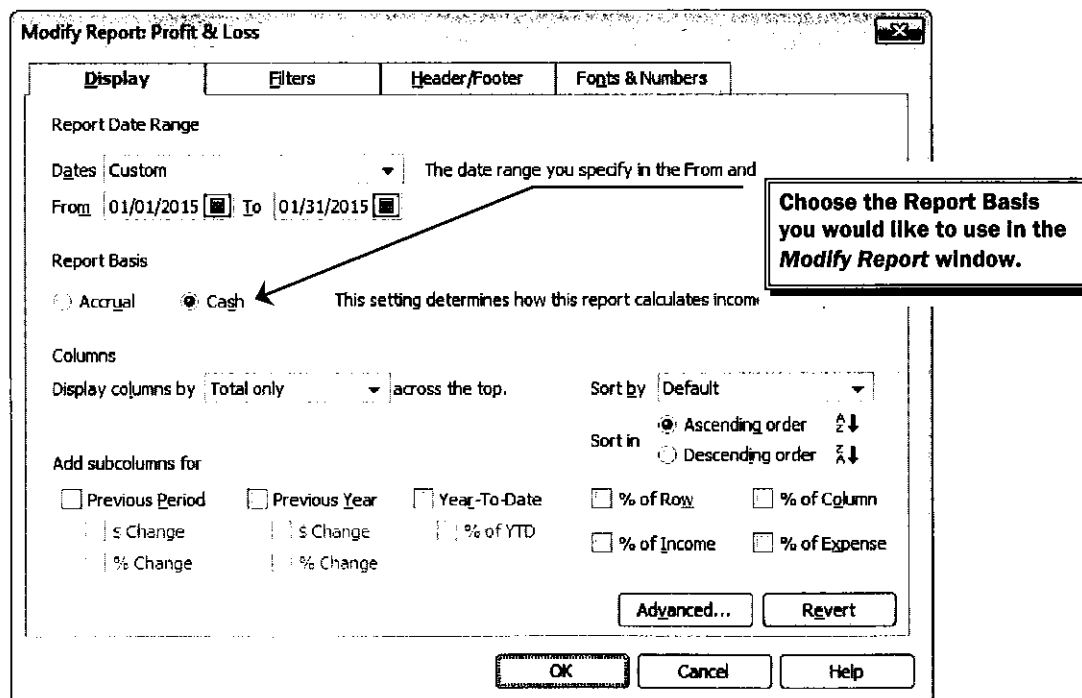 Modify Report: Profit & Loss
Display Filters Header/Footer Fonts & Numbers
Report Date Range
Dates Custom The date range you specify in the From and
From 01/01/2015 To 01/31/2015
Choose the Report Basis
you would like to use in the
Modify Report window.
Report Basis
Accrual Cash This setting determines how this report calculates income
Columns
Display columns by Total only across the top. Sort by Default
Sort in Ascending order
Descending order
Add subcolumns for
Previous Period Previous Year Year-To-Date % of Row % of Column
$ Change $ Change % of YTD
% Change % Change % of Income % of Expense
Advanced... Revert
OK Cancel Help